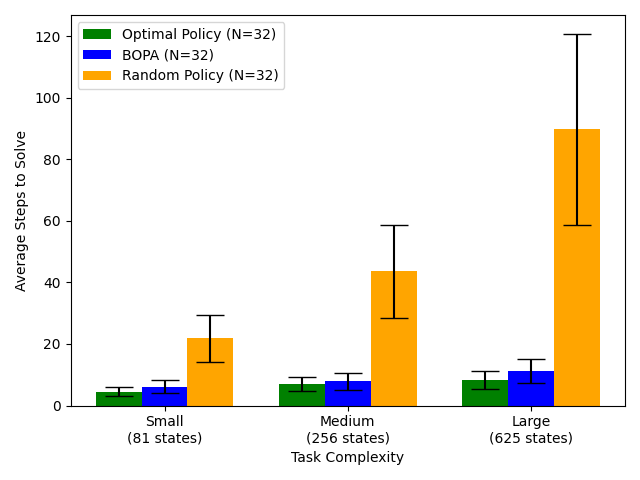 Optimal Policy (N=32)
BOPA (N=32)
Random Policy (N=32)
120
100
80
60
40
20
0
Average Steps to Solve
Small
(81 states)
Medium
(256 states)
Large
(625 states)
Task Complexity